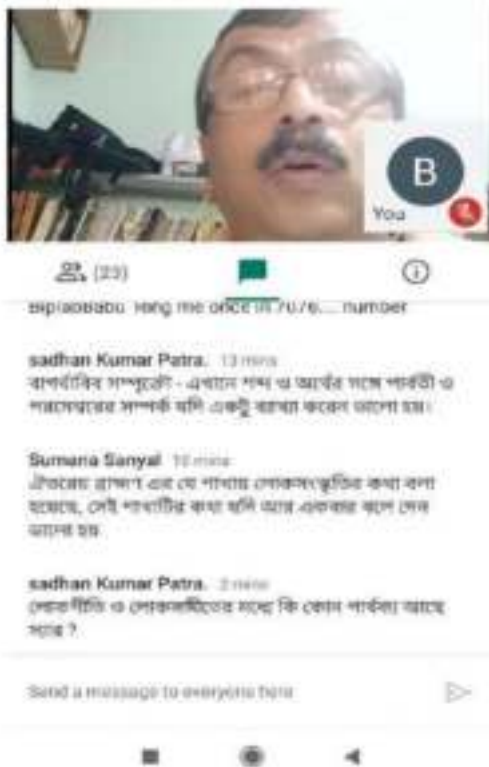 B
You
(23)
BiplabBabu Ring me once in 7076.... number
sadhan Kumar Patra. 13 mins
বাগর্থাবিব সম্পৃক্তৌ - এখানে শব্দ ও অর্থের সঙ্গে পার্বতী ও
পরমেশ্বরের সম্পর্ক যদি একটু ব্যাখ্যা করেন ভালো হয়।
Sumana Sanyal 10 mins
ঐতরেয় ব্রাহ্মণ এর যে শাখায় লোকসংস্কৃতির কথা বলা
হয়েছে, সেই শাখাটির কথা যদি আর একবার বলে দেন
ভালো হয়
sadhan Kumar Patra. 2 mins
লোকগীতি ও লোকসঙ্গীতের মধ্যে কি কোন পার্থক্য আছে
স্যার ?
Send a message to everyone here